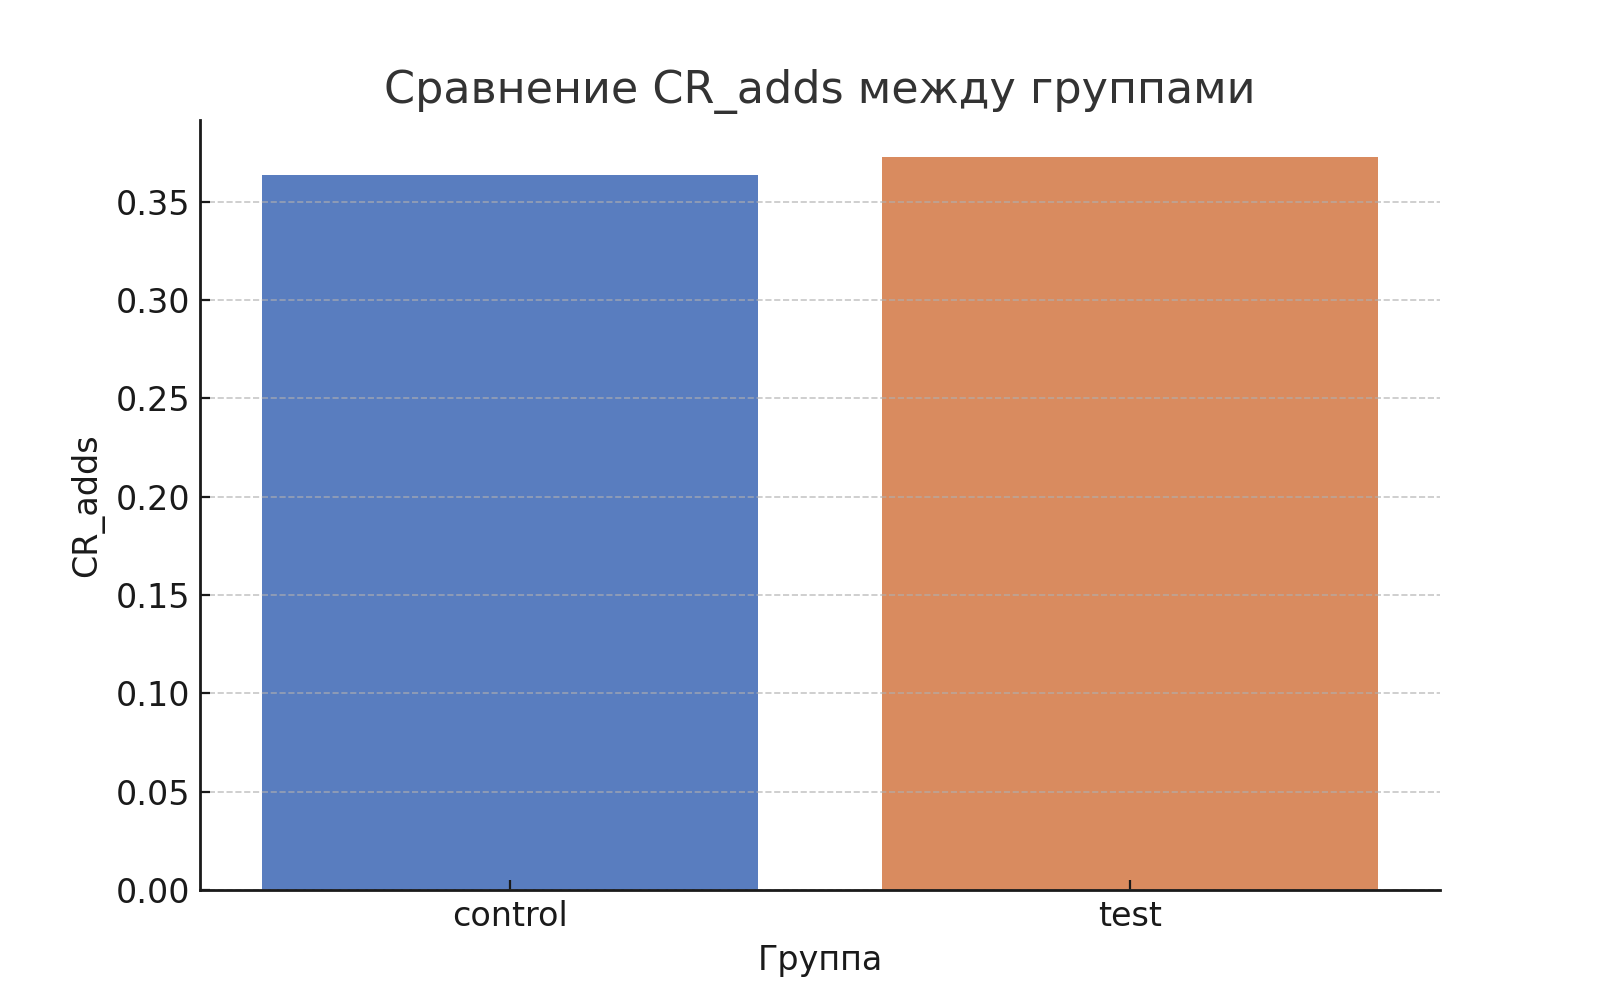 Сравнение CR_adds между группами
CR_adds
0.35
0.30
0.25
0.20
0.15
0.10
0.05
0.00
control
test
Группа